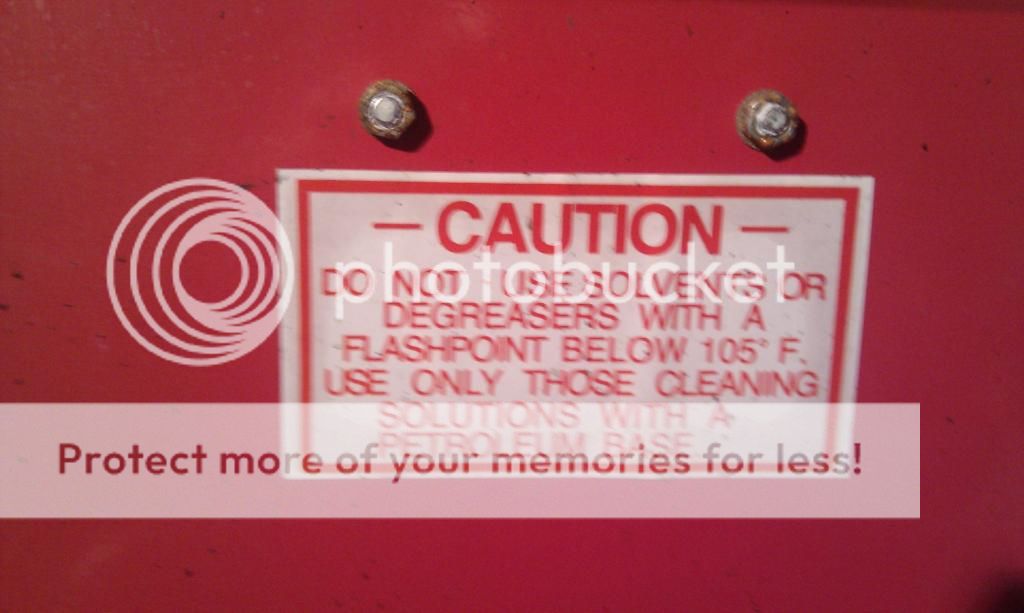 — CAUTION —
DO NOT USE SOLVENTS OR
DEGREASERS WITH A
FLASHPOINT BELOW 105° F.
USE ONLY THOSE CLEANING
SOLUTIONS WITH A
PETROLEUM BASE
photobucket
Protect more of your memories for less!